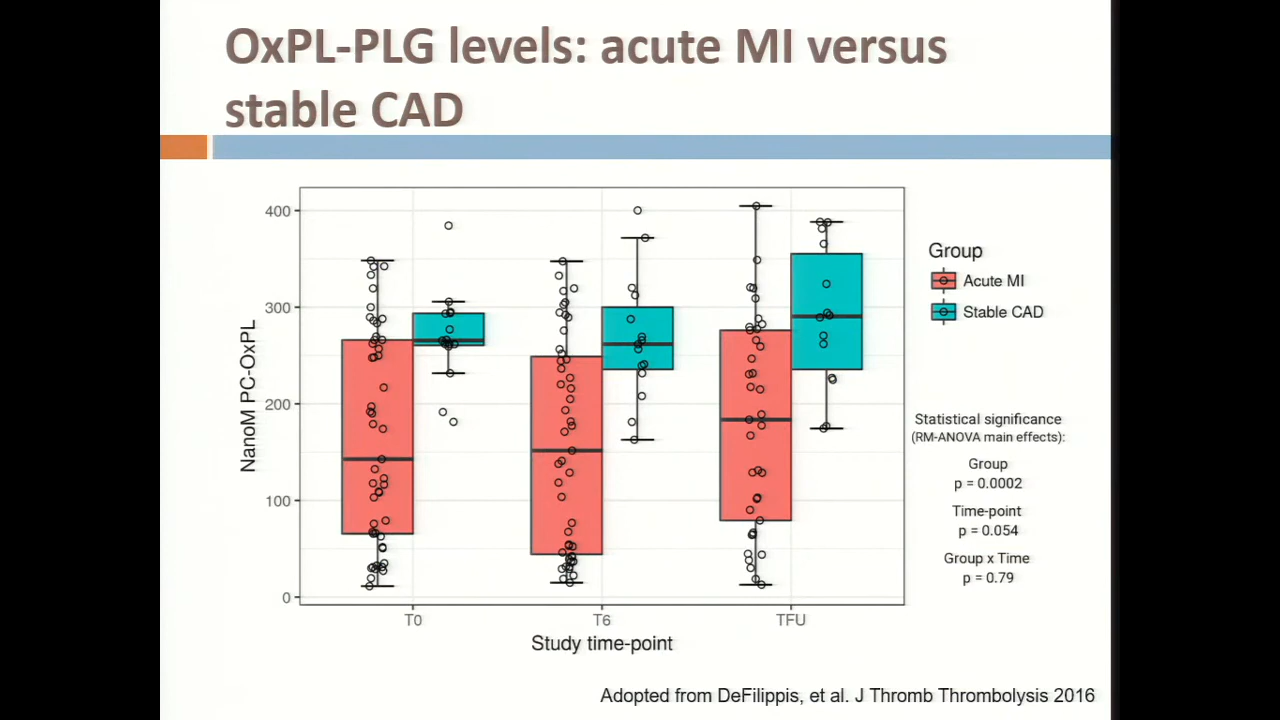 OxPL-PLG levels: acute MI versus
stable CAD
400
300
200
100
0
NanoM PC-OxPL
T0
T6
TFU
Study time-point
Group
Acute MI
Stable CAD
Statistical significance
(RM-ANOVA main effects):
Group
p = 0.0002
Time-point
p = 0.054
Group x Time
p = 0.79
Adopted from DeFilippis, et al. J Thromb Thrombolysis 2016